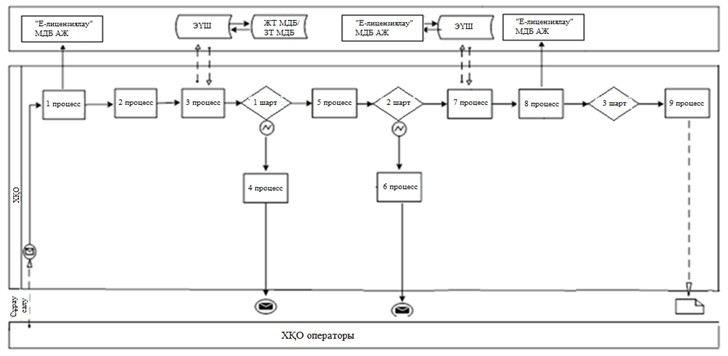 "Е-лицензиялау"
МДБ АЖ
ЭҮШ
ЖТ МДБ/
ЗТ МДБ
"Е-лицензиялау"
МДБ АЖ
ЭҮШ
"Е-лицензиялау"
МДБ АЖ
1 процесс
2 процесс
3 процесс
1 шарт
5 процесс
2 шарт
7 процесс
8 процесс
3 шарт
9 процесс
4 процесс
6 процесс
ХҚО
Сұрау
салу
ХҚО операторы